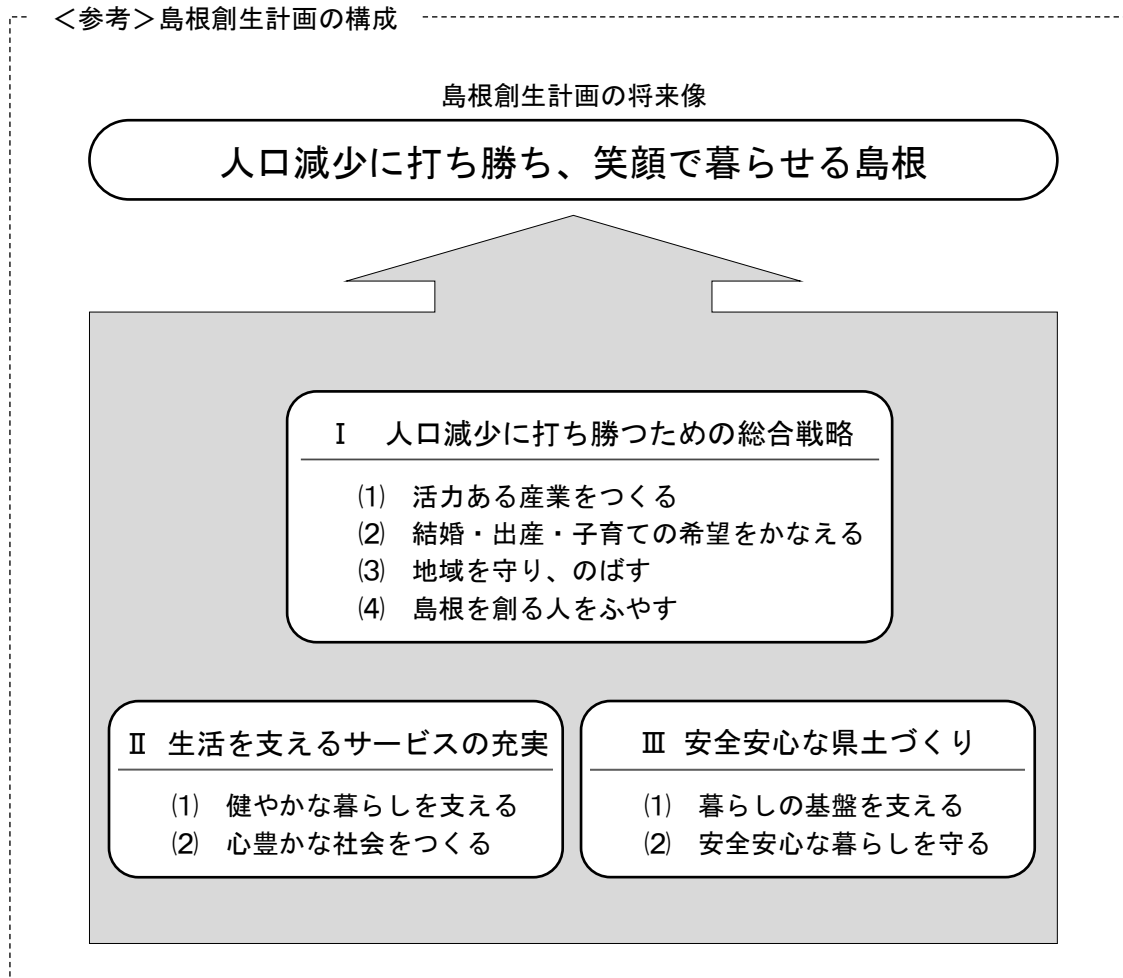 ＜参考＞島根創生計画の構成
島根創生計画の将来像
人口減少に打ち勝ち、笑顔で暮らせる島根
Ⅰ 人口減少に打ち勝つための総合戦略
⑴ 活力ある産業をつくる
⑵ 結婚・出産・子育ての希望をかなえる
⑶ 地域を守り、のばす
⑷ 島根を創る人をふやす
Ⅱ 生活を支えるサービスの充実
⑴ 健やかな暮らしを支える
⑵ 心豊かな社会をつくる
Ⅲ 安全安心な県土づくり
⑴ 暮らしの基盤を支える
⑵ 安全安心な暮らしを守る